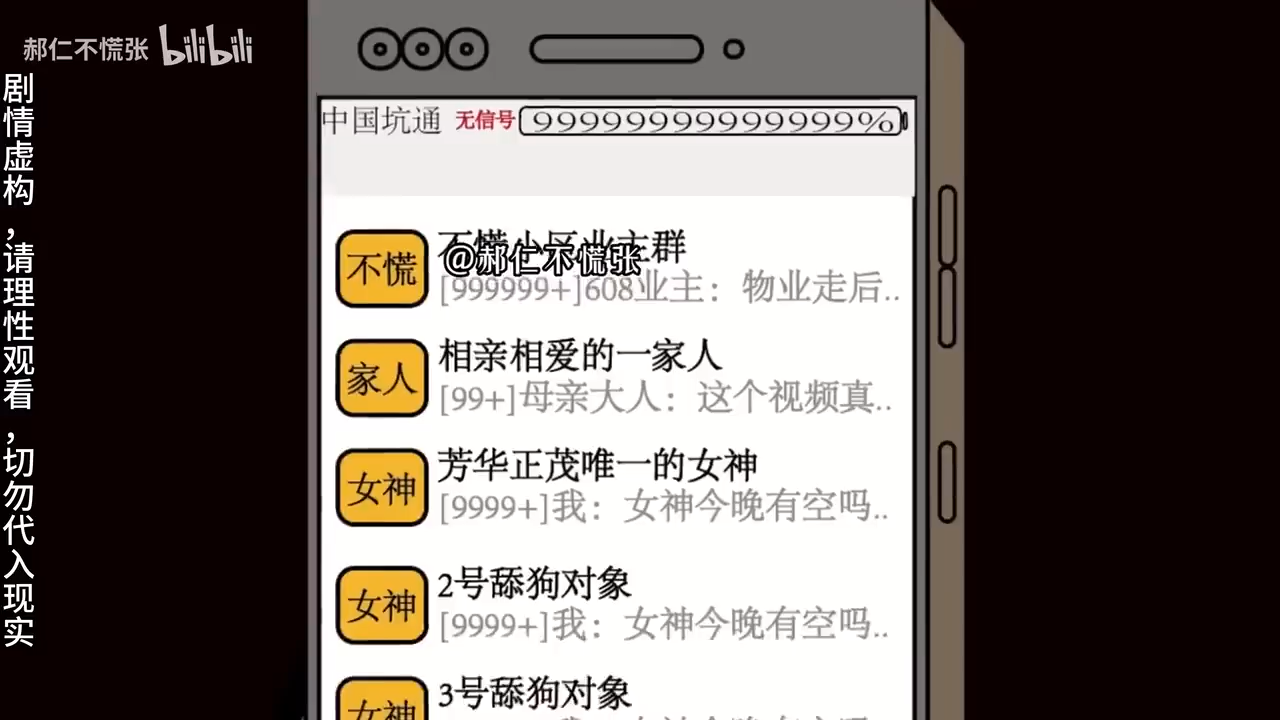 郝仁不慌张 bilibili
剧情虚构，请理性观看，切勿代入现实
中国坑通 无信号 99999999999999%
不慌 不慌小区业主群
@郝仁不慌张
[999999+]608业主：物业走后..
家人 相亲相爱的一家人
[99+]母亲大人：这个视频真..
女神 芳华正茂唯一的女神
[9999+]我：女神今晚有空吗..
女神 2号舔狗对象
[9999+]我：女神今晚有空吗..
女神 3号舔狗对象